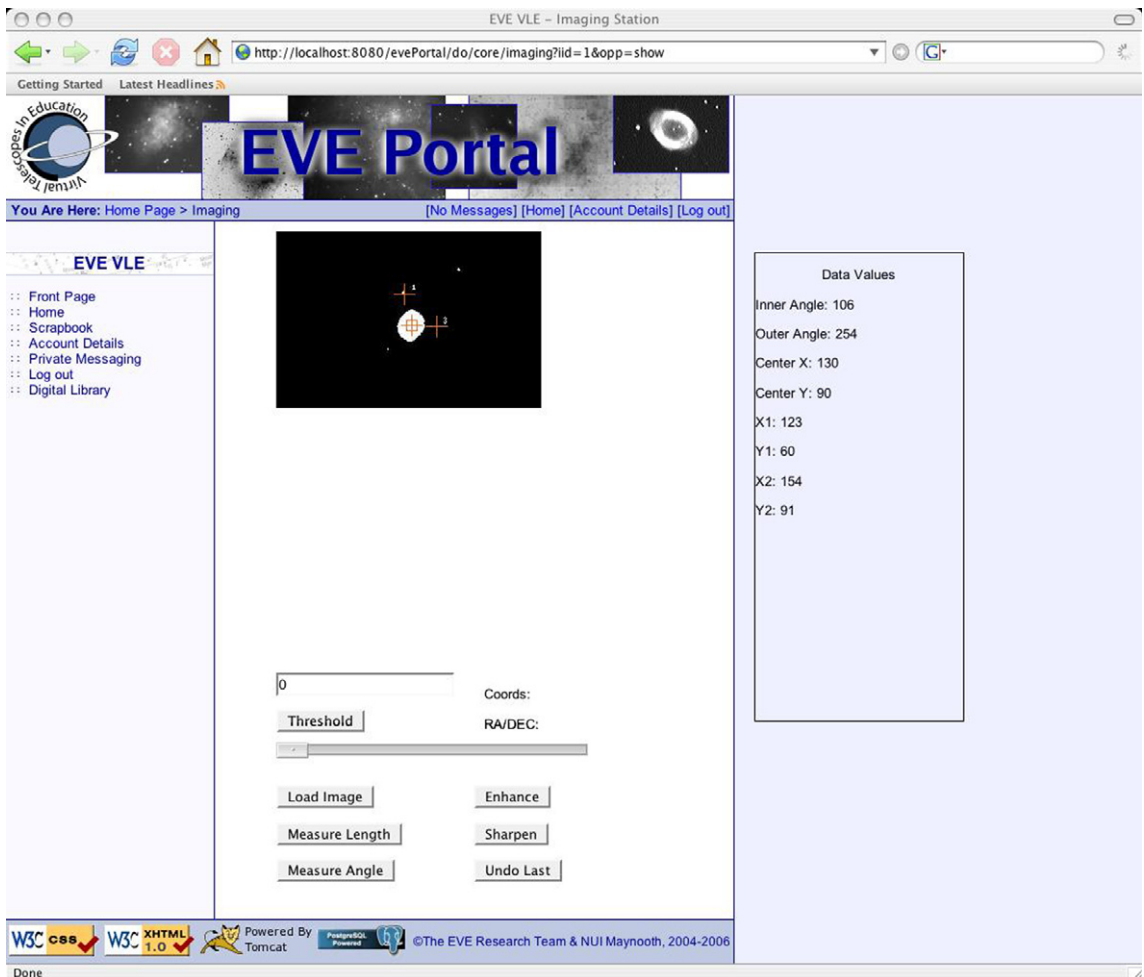 EVE VLE – Imaging Station
http://localhost:8080/evePortal/do/core/imaging?iid=1&opp=show
G
Getting Started Latest Headlines
Virtual Telescopes In Education
EVE Portal
You Are Here: Home Page > Imaging [No Messages] [Home] [Account Details] [Log out]
EVE VLE
:: Front Page
:: Home
:: Scrapbook
:: Account Details
:: Private Messaging
:: Log out
:: Digital Library
1
Data Values
Inner Angle: 106
Outer Angle: 254
Center X: 130
Center Y: 90
X1: 123
Y1: 60
X2: 154
Y2: 91
0
Coords:
Threshold
RA/DEC:
Load Image Enhance
Measure Length Sharpen
Measure Angle Undo Last
W3C css W3C XHTML 1.0 Powered By Tomcat PostgreSQL Powered ©The EVE Research Team & NUI Maynooth, 2004-2006
Done